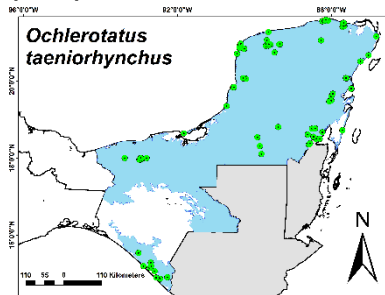 96°0'0"W 92°0'0"W 88°0'0"W
Ochlerotatus
taeniorhynchus
20°0'0"N
18°0'0"N
15°0'0"N
N
110 55 0 110 Kilometers